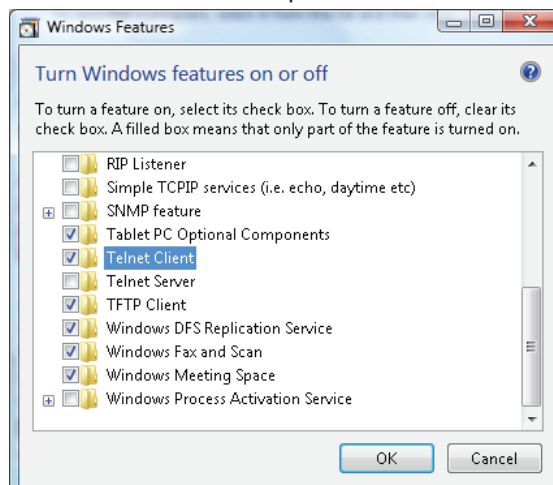 Windows Features
Turn Windows features on or off
To turn a feature on, select its check box. To turn a feature off, clear its
check box. A filled box means that only part of the feature is turned on.
RIP Listener
Simple TCPIP services (i.e. echo, daytime etc)
SNMP feature
Tablet PC Optional Components
Telnet Client
Telnet Server
TFTP Client
Windows DFS Replication Service
Windows Fax and Scan
Windows Meeting Space
Windows Process Activation Service
OK Cancel